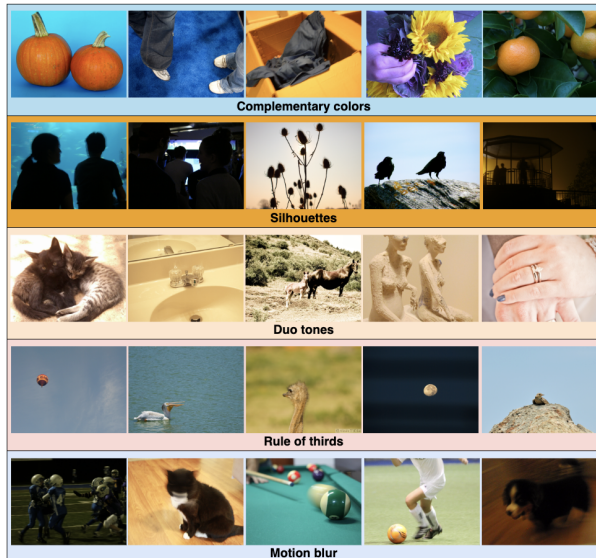 Complementary colors
Silhouettes
Duo tones
Rule of thirds
Motion blur